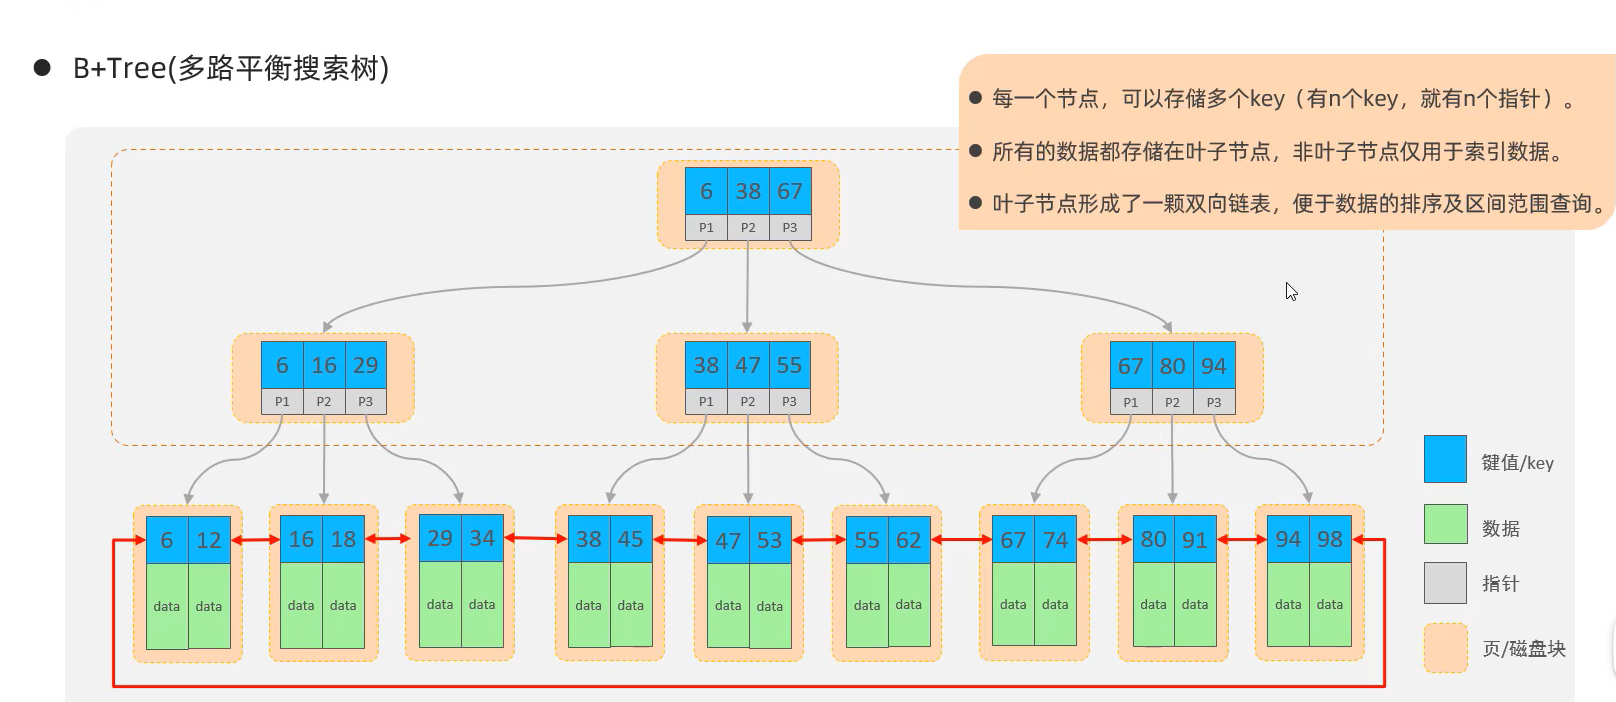 B+Tree(多路平衡搜索树)
每一个节点，可以存储多个key（有n个key，就有n个指针）。
所有的数据都存储在叶子节点，非叶子节点仅用于索引数据。
叶子节点形成了一颗双向链表，便于数据的排序及区间范围查询。
6 38 67
P1 P2 P3
6 16 29 38 47 55 67 80 94
P1 P2 P3 P1 P2 P3 P1 P2 P3
键值/key
6 12 16 18 29 34 38 45 47 53 55 62 67 74 80 91 94 98
数据
data data data data data data data data data data data data data data data data data data
指针
页/磁盘块